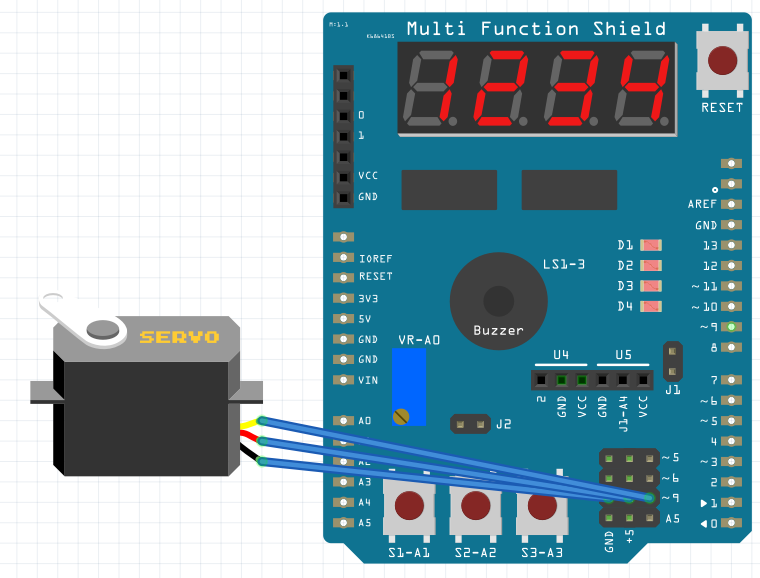 M:1.1
Multi Function Shield
1234
RESET
0
1
VCC
GND
AREF
GND
13
12
~11
~10
~9
8
7
~6
~5
4
~3
2
▶1
◀0
IOREF
RESET
3V3
5V
GND
GND
VIN
A0
A2
A3
A4
A5
D1
D2
D3
D4
LS1-3
Buzzer
VR-A0
U4
U5
2
GND
VCC
GND
J1-A4
VCC
J1
J2
SERVO
~5
~6
~9
A5
GND
+5
S1-A1
S2-A2
S3-A3